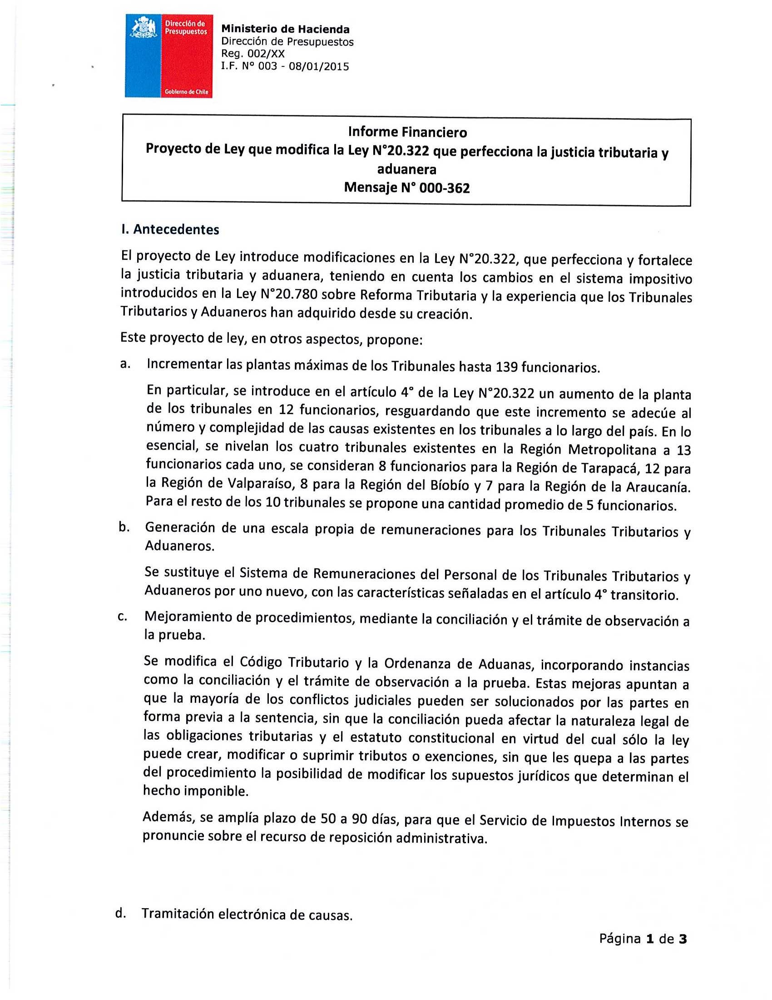 Dirección de
Presupuestos
Gobierno de Chile
Ministerio de Hacienda
Dirección de Presupuestos
Reg. 002/XX
I.F. Nº 003 - 08/01/2015
Informe Financiero
Proyecto de Ley que modifica la Ley N°20.322 que perfecciona la justicia tributaria y
aduanera
Mensaje N° 000-362
I. Antecedentes
El proyecto de Ley introduce modificaciones en la Ley N°20.322, que perfecciona y fortalece
la justicia tributaria y aduanera, teniendo en cuenta los cambios en el sistema impositivo
introducidos en la Ley N°20.780 sobre Reforma Tributaria y la experiencia que los Tribunales
Tributarios y Aduaneros han adquirido desde su creación.
Este proyecto de ley, en otros aspectos, propone:
a. Incrementar las plantas máximas de los Tribunales hasta 139 funcionarios.
En particular, se introduce en el artículo 4° de la Ley N°20.322 un aumento de la planta
de los tribunales en 12 funcionarios, resguardando que este incremento se adecúe al
número y complejidad de las causas existentes en los tribunales a lo largo del país. En lo
esencial, se nivelan los cuatro tribunales existentes en la Región Metropolitana a 13
funcionarios cada uno, se consideran 8 funcionarios para la Región de Tarapacá, 12 para
la Región de Valparaíso, 8 para la Región del Bíobío y 7 para la Región de la Araucanía.
Para el resto de los 10 tribunales se propone una cantidad promedio de 5 funcionarios.
b. Generación de una escala propia de remuneraciones para los Tribunales Tributarios y
Aduaneros.
Se sustituye el Sistema de Remuneraciones del Personal de los Tribunales Tributarios y
Aduaneros por uno nuevo, con las características señaladas en el artículo 4° transitorio.
c. Mejoramiento de procedimientos, mediante la conciliación y el trámite de observación a
la prueba.
Se modifica el Código Tributario y la Ordenanza de Aduanas, incorporando instancias
como la conciliación y el trámite de observación a la prueba. Estas mejoras apuntan a
que la mayoría de los conflictos judiciales pueden ser solucionados por las partes en
forma previa a la sentencia, sin que la conciliación pueda afectar la naturaleza legal de
las obligaciones tributarias y el estatuto constitucional en virtud del cual sólo la ley
puede crear, modificar o suprimir tributos o exenciones, sin que les quepa a las partes
del procedimiento la posibilidad de modificar los supuestos jurídicos que determinan el
hecho imponible.
Además, se amplía plazo de 50 a 90 días, para que el Servicio de Impuestos Internos se
pronuncie sobre el recurso de reposición administrativa.
d. Tramitación electrónica de causas.
Página 1 de 3